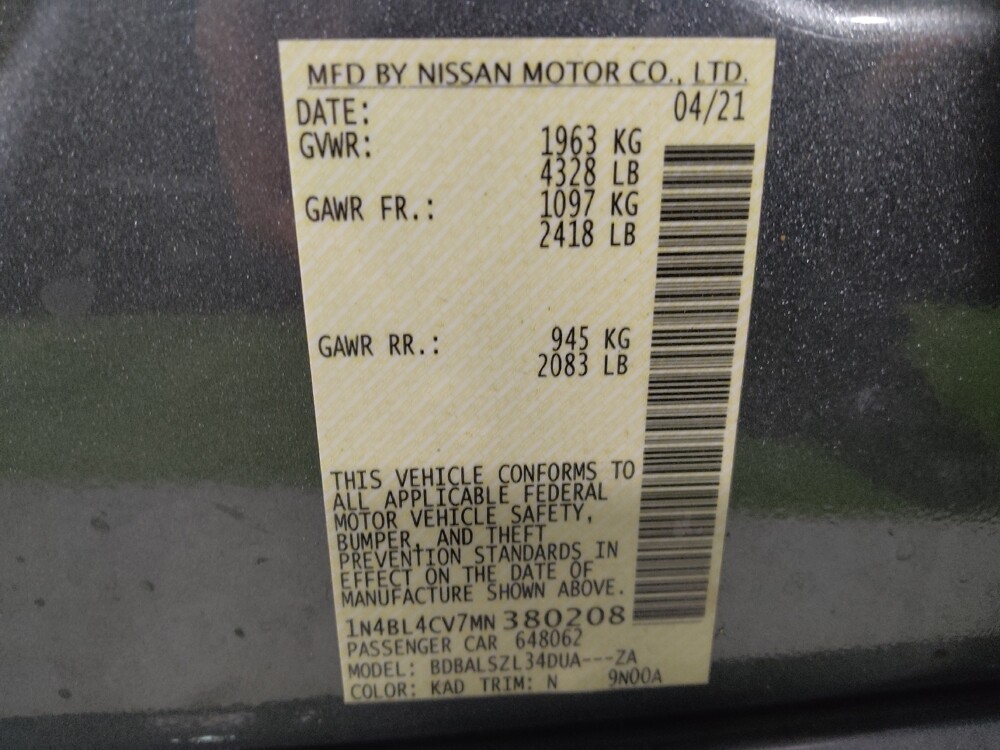 MFD BY NISSAN MOTOR CO., LTD.
DATE: 04/21
GVWR: 1963 KG
4328 LB
GAWR FR.: 1097 KG
2418 LB
GAWR RR.: 945 KG
2083 LB
THIS VEHICLE CONFORMS TO
ALL APPLICABLE FEDERAL
MOTOR VEHICLE SAFETY,
BUMPER, AND THEFT
PREVENTION STANDARDS IN
EFFECT ON THE DATE OF
MANUFACTURE SHOWN ABOVE.
1N4BL4CV7MN380208
PASSENGER CAR 648062
MODEL: BDBALSZL34DUA---ZA
COLOR: KAD TRIM: N 9N00A